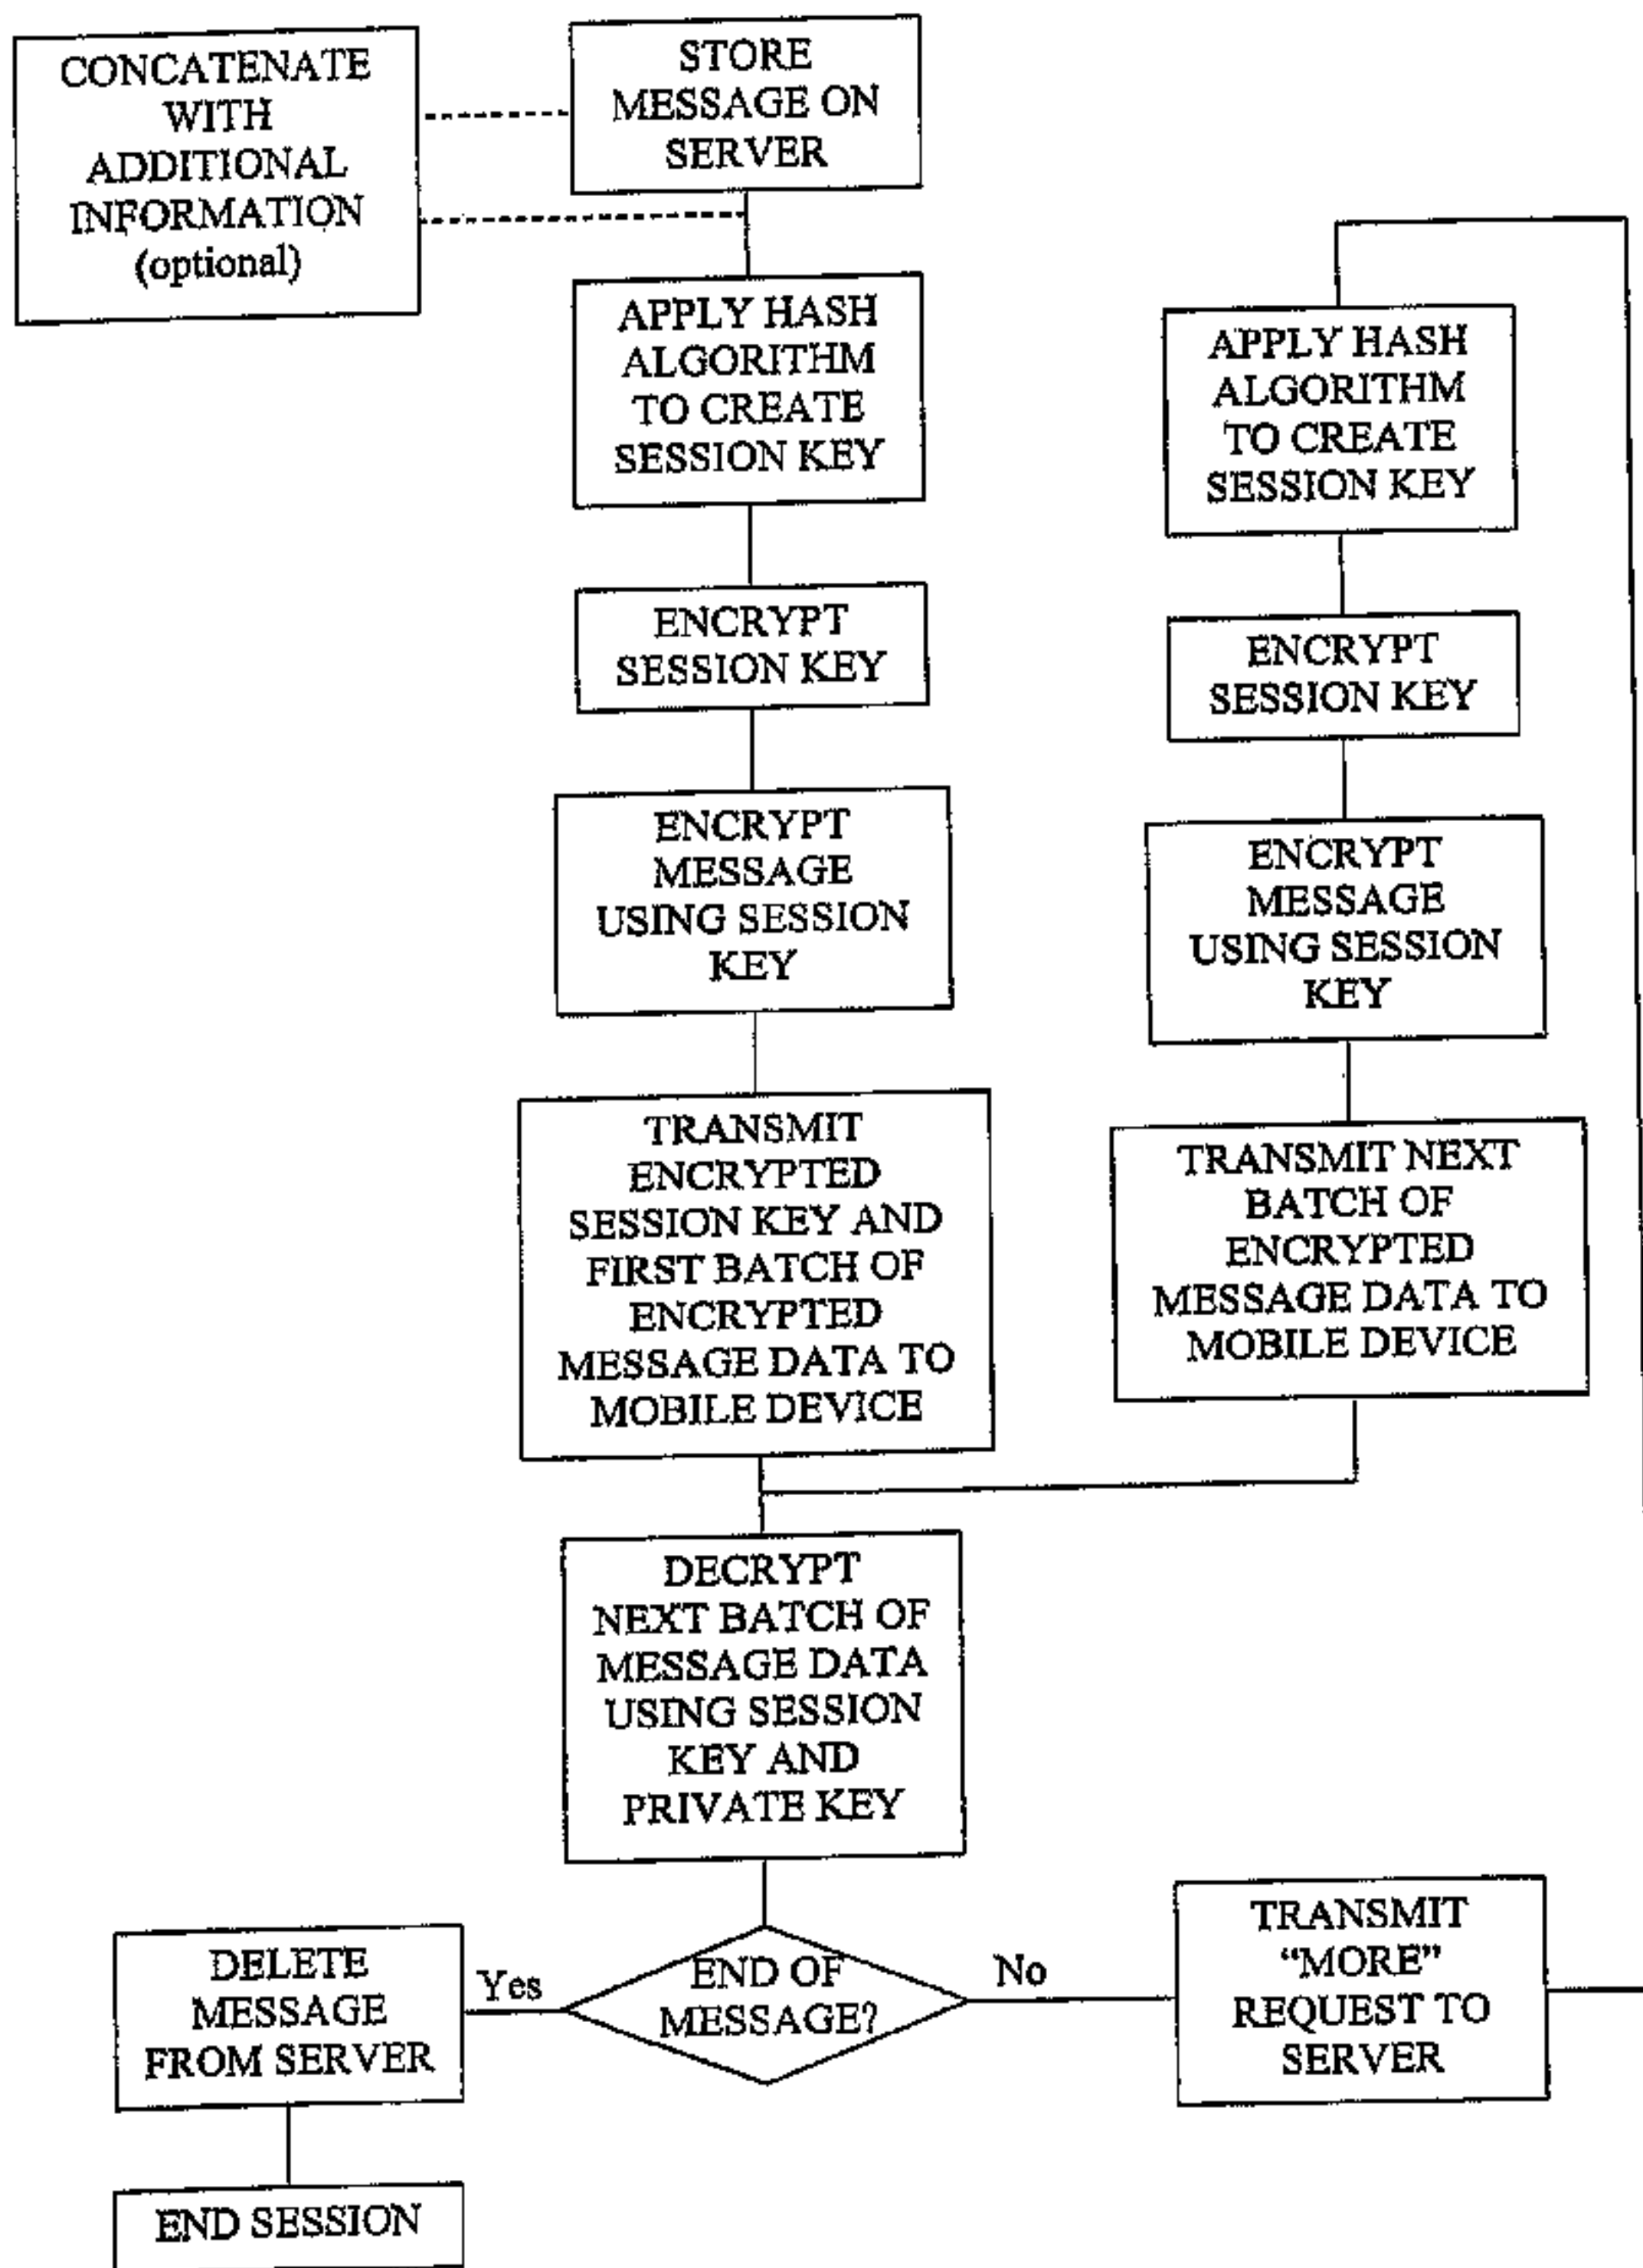 CONCATENATE
WITH
ADDITIONAL
INFORMATION
(optional)
STORE
MESSAGE ON
SERVER
APPLY HASH
ALGORITHM
TO CREATE
SESSION KEY
ENCRYPT
SESSION KEY
ENCRYPT
MESSAGE
USING SESSION
KEY
TRANSMIT
ENCRYPTED
SESSION KEY AND
FIRST BATCH OF
ENCRYPTED
MESSAGE DATA TO
MOBILE DEVICE
APPLY HASH
ALGORITHM
TO CREATE
SESSION KEY
ENCRYPT
SESSION KEY
ENCRYPT
MESSAGE
USING SESSION
KEY
TRANSMIT NEXT
BATCH OF
ENCRYPTED
MESSAGE DATA TO
MOBILE DEVICE
DECRYPT
NEXT BATCH OF
MESSAGE DATA
USING SESSION
KEY AND
PRIVATE KEY
END OF
MESSAGE?
Yes
No
DELETE
MESSAGE
FROM SERVER
TRANSMIT
“MORE”
REQUEST TO
SERVER
END SESSION